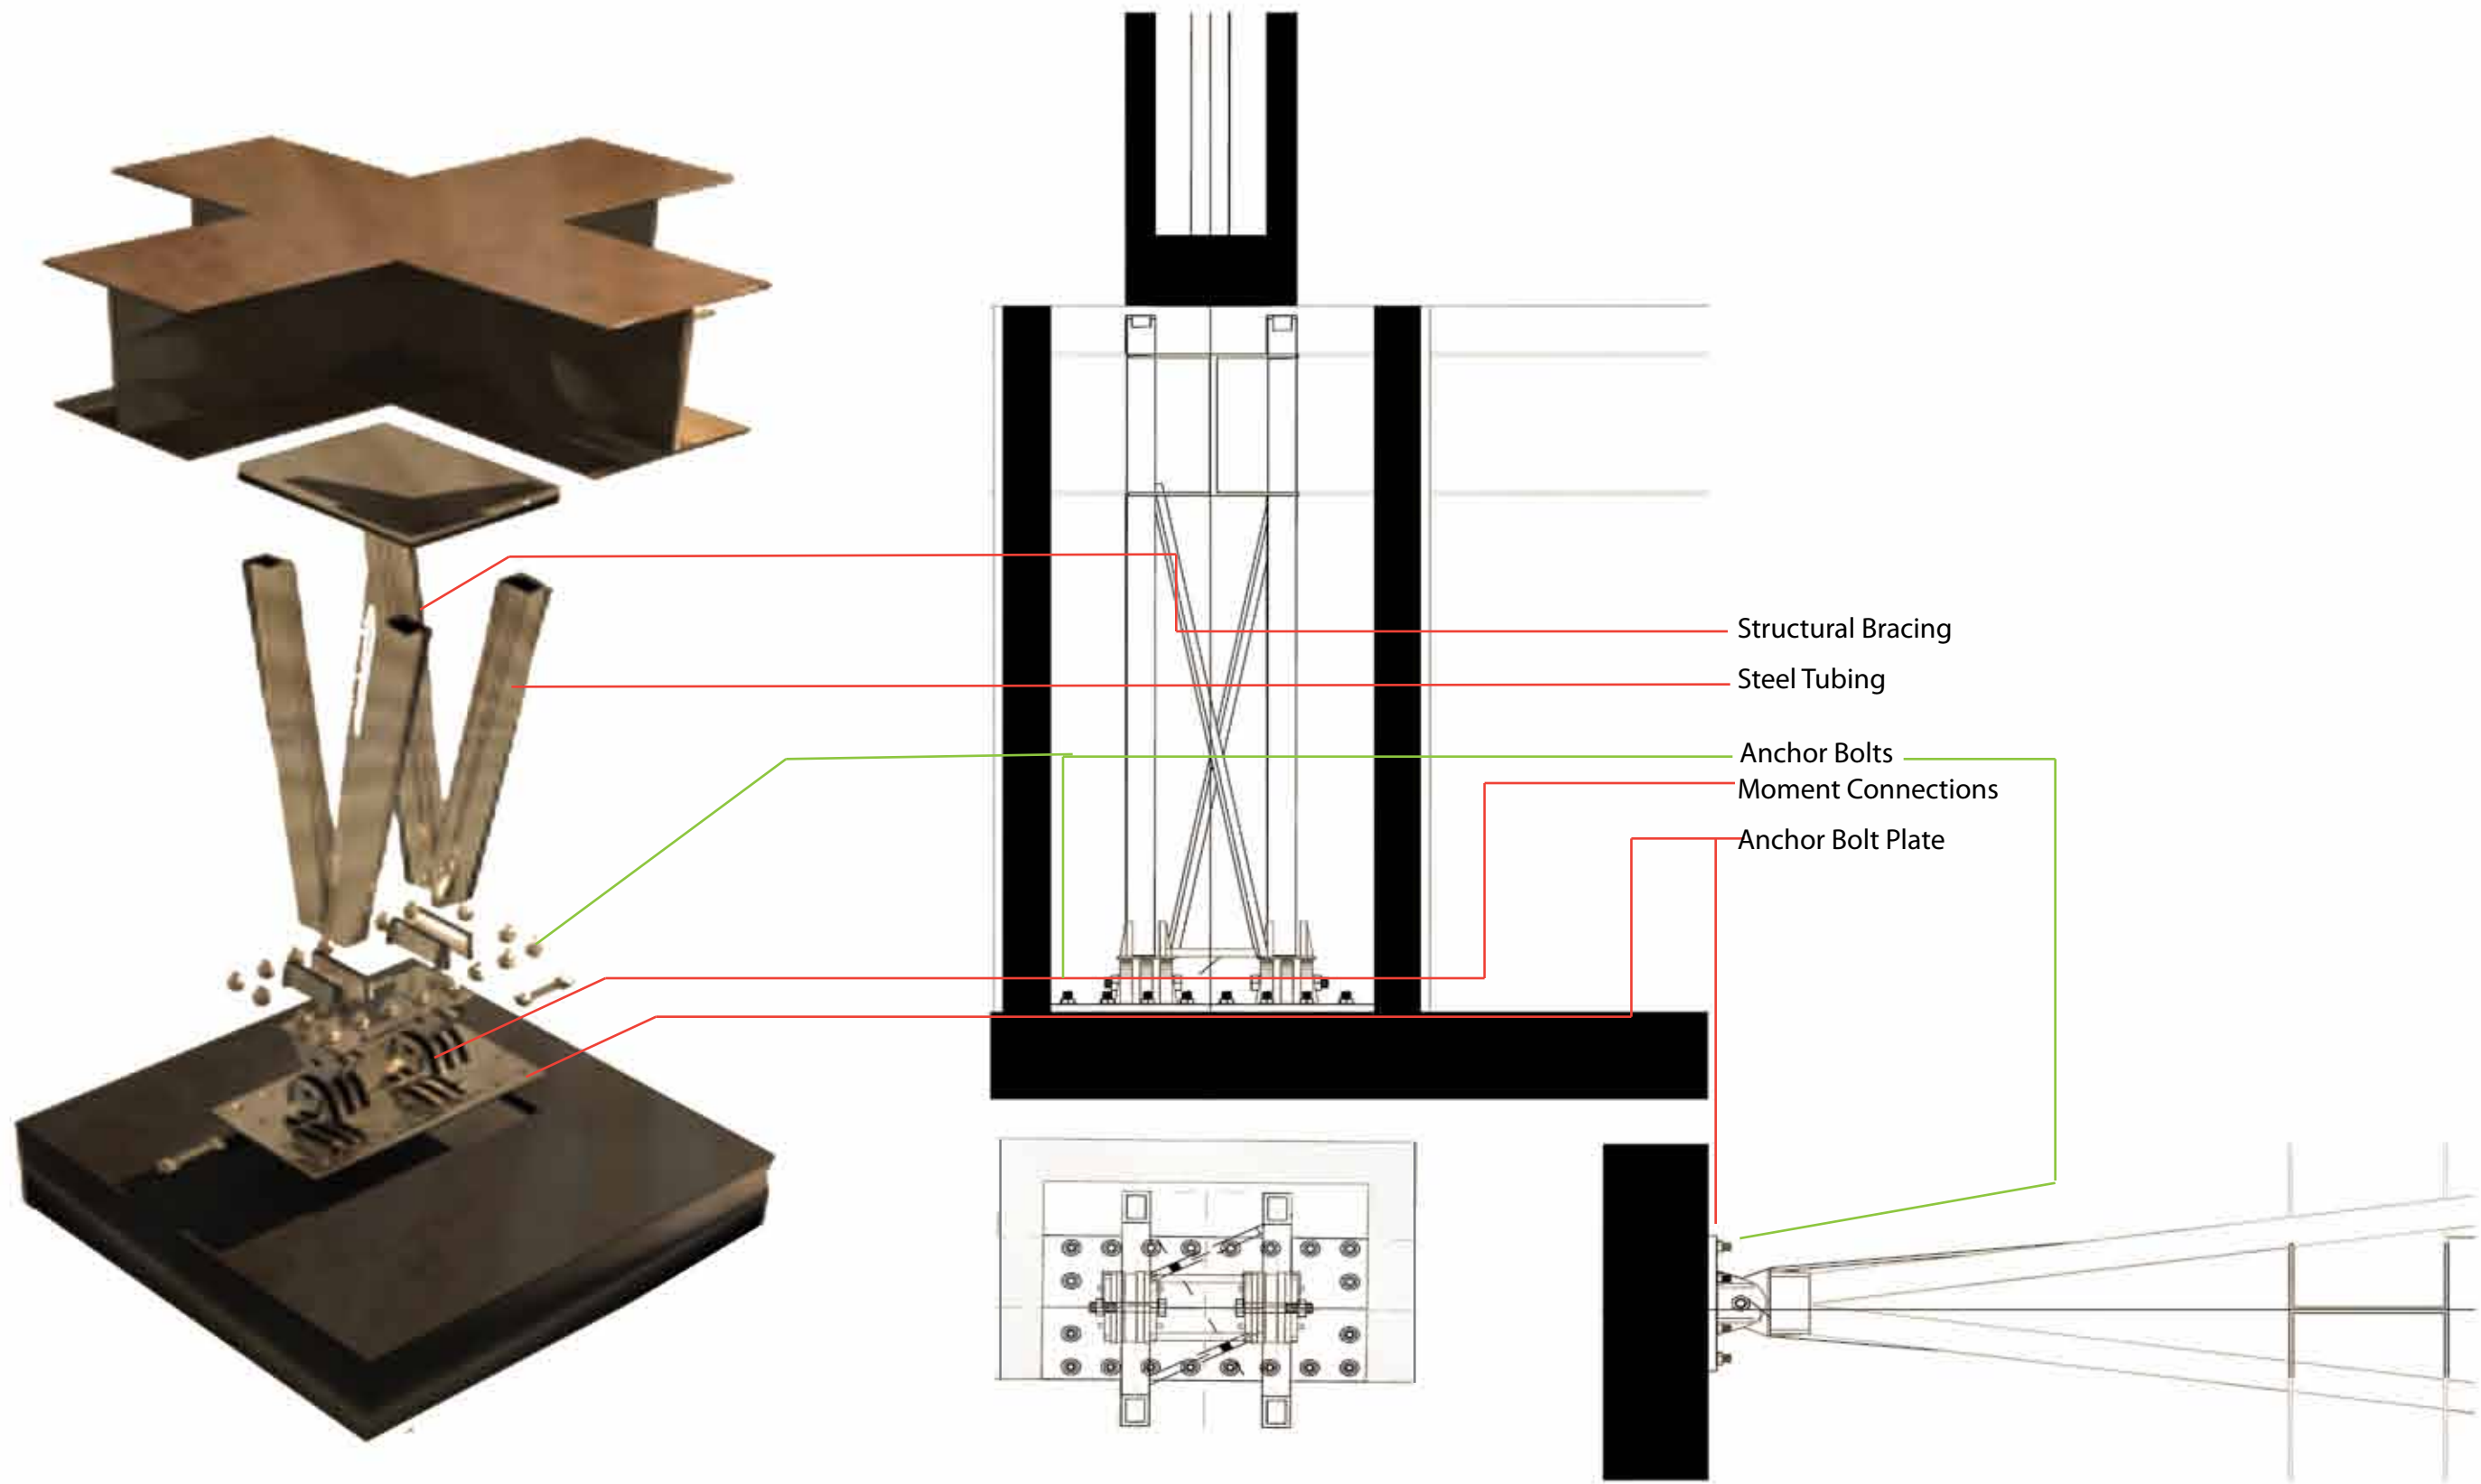 Structural Bracing
Steel Tubing
Anchor Bolts
Moment Connections
Anchor Bolt Plate